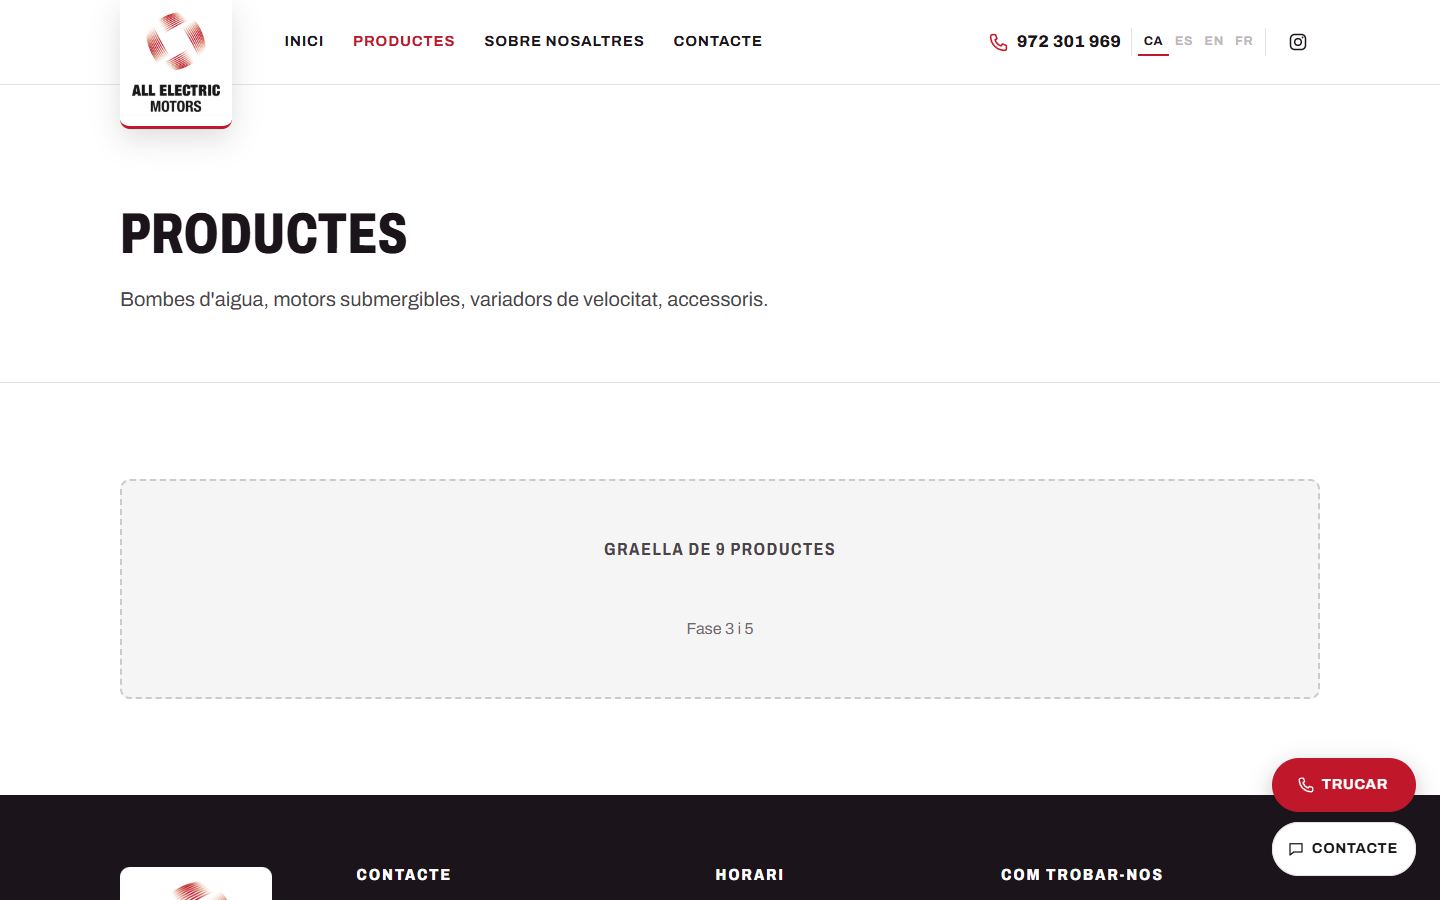 ALL ELECTRIC
MOTORS
INICI
PRODUCTES
SOBRE NOSALTRES
CONTACTE
972 301 969
CA
ES
EN
FR
PRODUCTES
Bombes d'aigua, motors submergibles, variadors de velocitat, accessoris.
GRAELLA DE 9 PRODUCTES
Fase 3 i 5
TRUCAR
CONTACTE
CONTACTE
HORARI
COM TROBAR-NOS